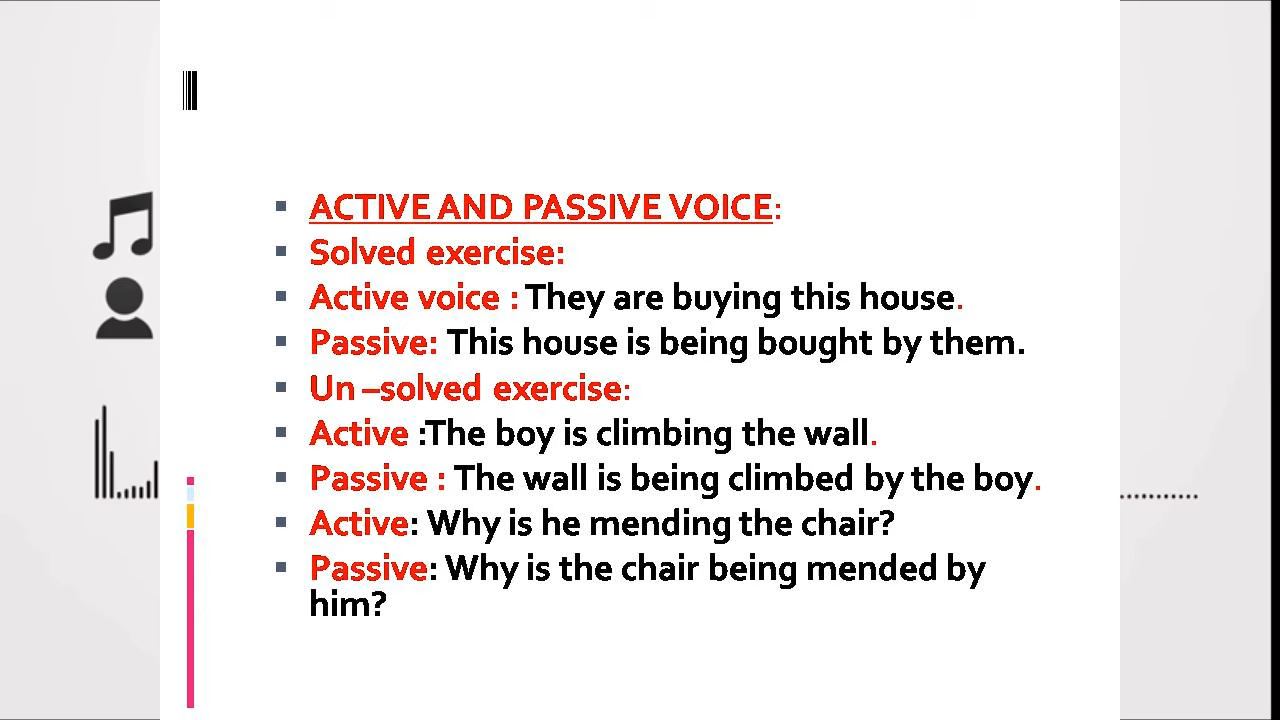 ACTIVE AND PASSIVE VOICE:
Solved exercise:
Active voice : They are buying this house.
Passive: This house is being bought by them.
Un –solved exercise:
Active :The boy is climbing the wall.
Passive : The wall is being climbed by the boy.
Active: Why is he mending the chair?
Passive: Why is the chair being mended by
him?